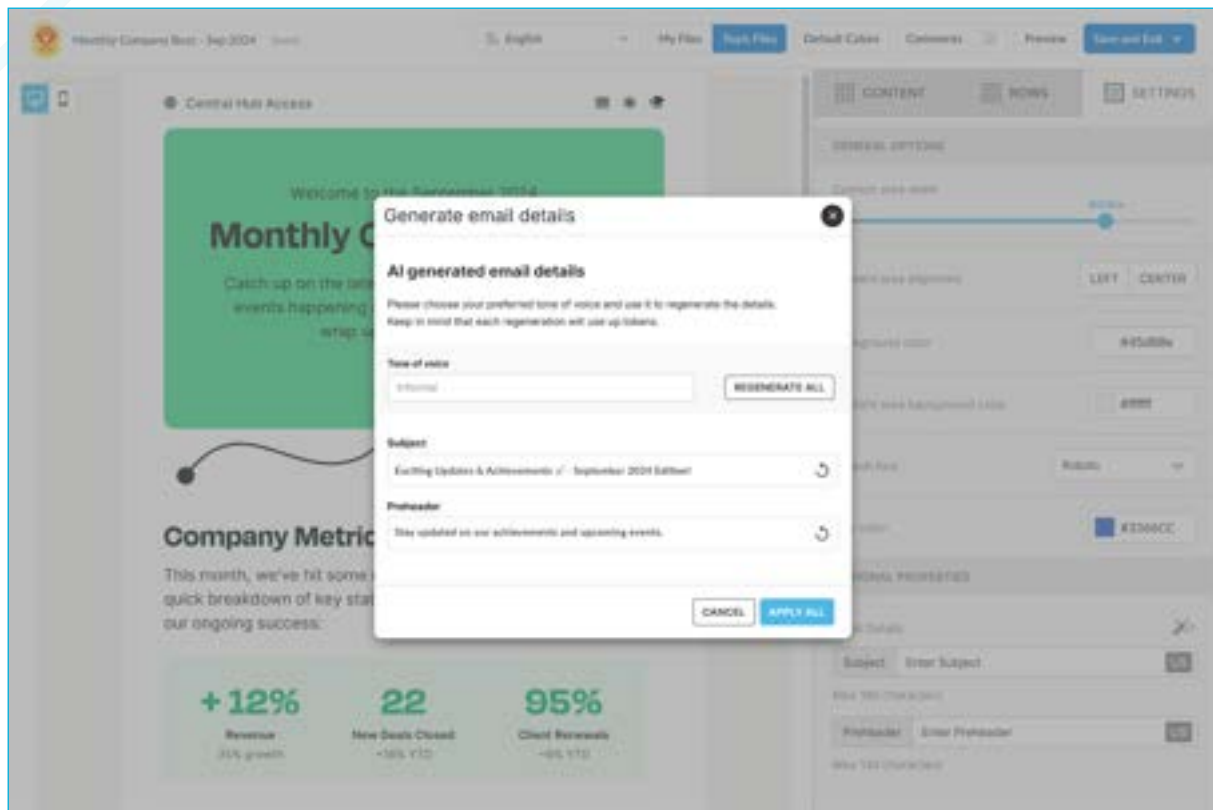 Monthly Company Buzz - Sep 2024 Saved
English
My Files
Default Colors
Comments
Preview
Save and Exit
CONTENT
ROWS
SETTINGS
GENERAL OPTIONS
Central Hub Access
Welcome to the September 2024
Monthly C
Catch up on the late
events happening
wrap u
LEFT CENTER
#ffffff
Roboto
#3366CC
Company Metric
This month, we've hit some
quick breakdown of key stat
our ongoing success:
+12%
22
95%
Revenue
New Deals Closed
Client Renewals
Generate email details
AI generated email details
Please choose your preferred tone of voice and use it to regenerate the details.
Keep in mind that each regeneration will use up tokens.
Tone of voice
Informal
REGENERATE ALL
Subject
Exciting Updates & Achievements - September 2024 Edition!
Preheader
Stay updated on our achievements and upcoming events.
CANCEL
APPLY ALL
Subject Enter Subject
Preheader Enter Preheader